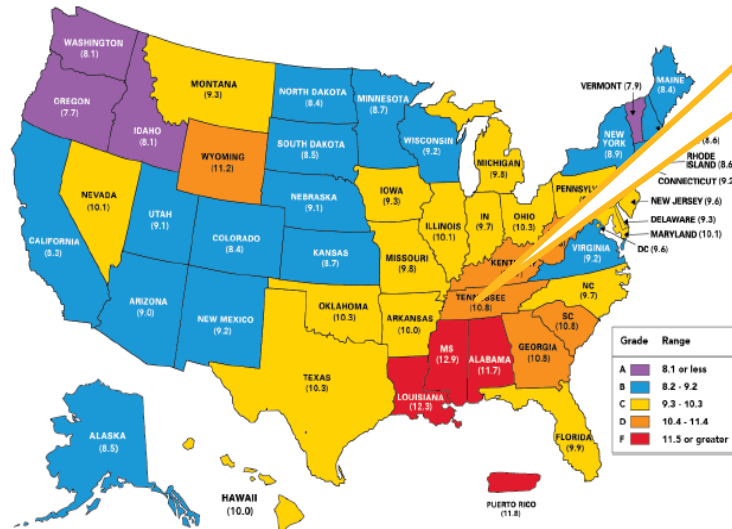 WASHINGTON
(8.1)
OREGON
(7.7)
IDAHO
(8.1)
MONTANA
(9.3)
WYOMING
(11.2)
NEVADA
(10.1)
CALIFORNIA
(8.3)
UTAH
(9.1)
COLORADO
(8.4)
ARIZONA
(9.0)
NEW MEXICO
(9.2)
NORTH DAKOTA
(8.4)
SOUTH DAKOTA
(8.5)
NEBRASKA
(9.1)
KANSAS
(8.7)
OKLAHOMA
(10.3)
TEXAS
(10.3)
MINNESOTA
(8.7)
IOWA
(9.3)
MISSOURI
(9.8)
ARKANSAS
(10.0)
LOUISIANA
(12.3)
WISCONSIN
(9.2)
ILLINOIS
(10.1)
MICHIGAN
(9.8)
IN
(9.7)
OHIO
(10.3)
TENNESSEE
(10.8)
MS
(12.9)
ALABAMA
(11.7)
GEORGIA
(10.8)
SC
(10.8)
NC
(9.7)
FLORIDA
(9.9)
VIRGINIA
(9.2)
NEW
YORK
(8.9)
VERMONT (7.9)
MAINE
(8.4)
(8.6)
RHODE
ISLAND (8.6
CONNECTICUT (9.2
NEW JERSEY (9.6)
DELAWARE (9.3)
MARYLAND (10.1)
DC (9.6)
ALASKA
(8.5)
HAWAII
(10.0)
PUERTO RICO
(11.8)
Grade Range
A 8.1 or less
B 8.2 - 9.2
C 9.3 - 10.3
D 10.4 - 11.4
F 11.5 or greater